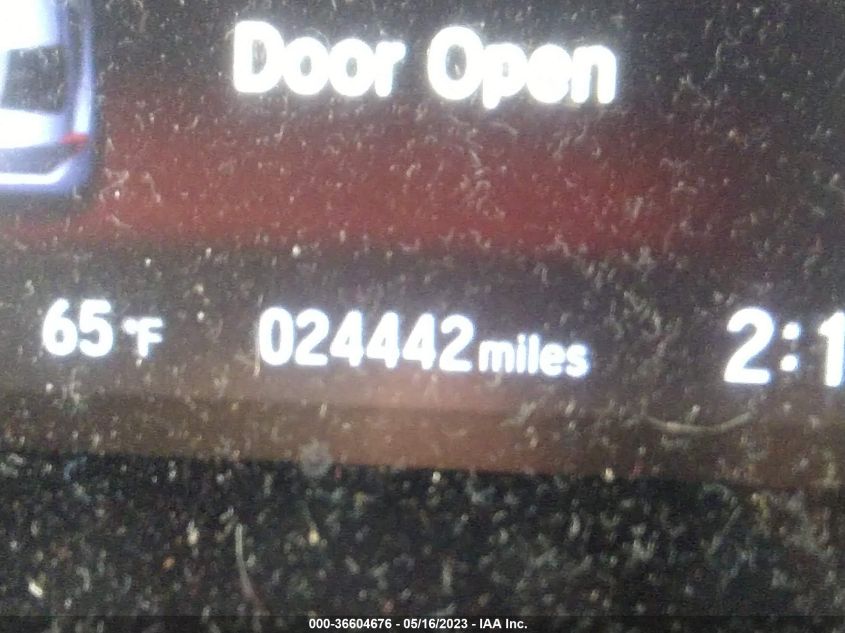 Door Open
65 °F 024442 miles 2:1
000-36604676 - 05/16/2023 - IAA Inc.